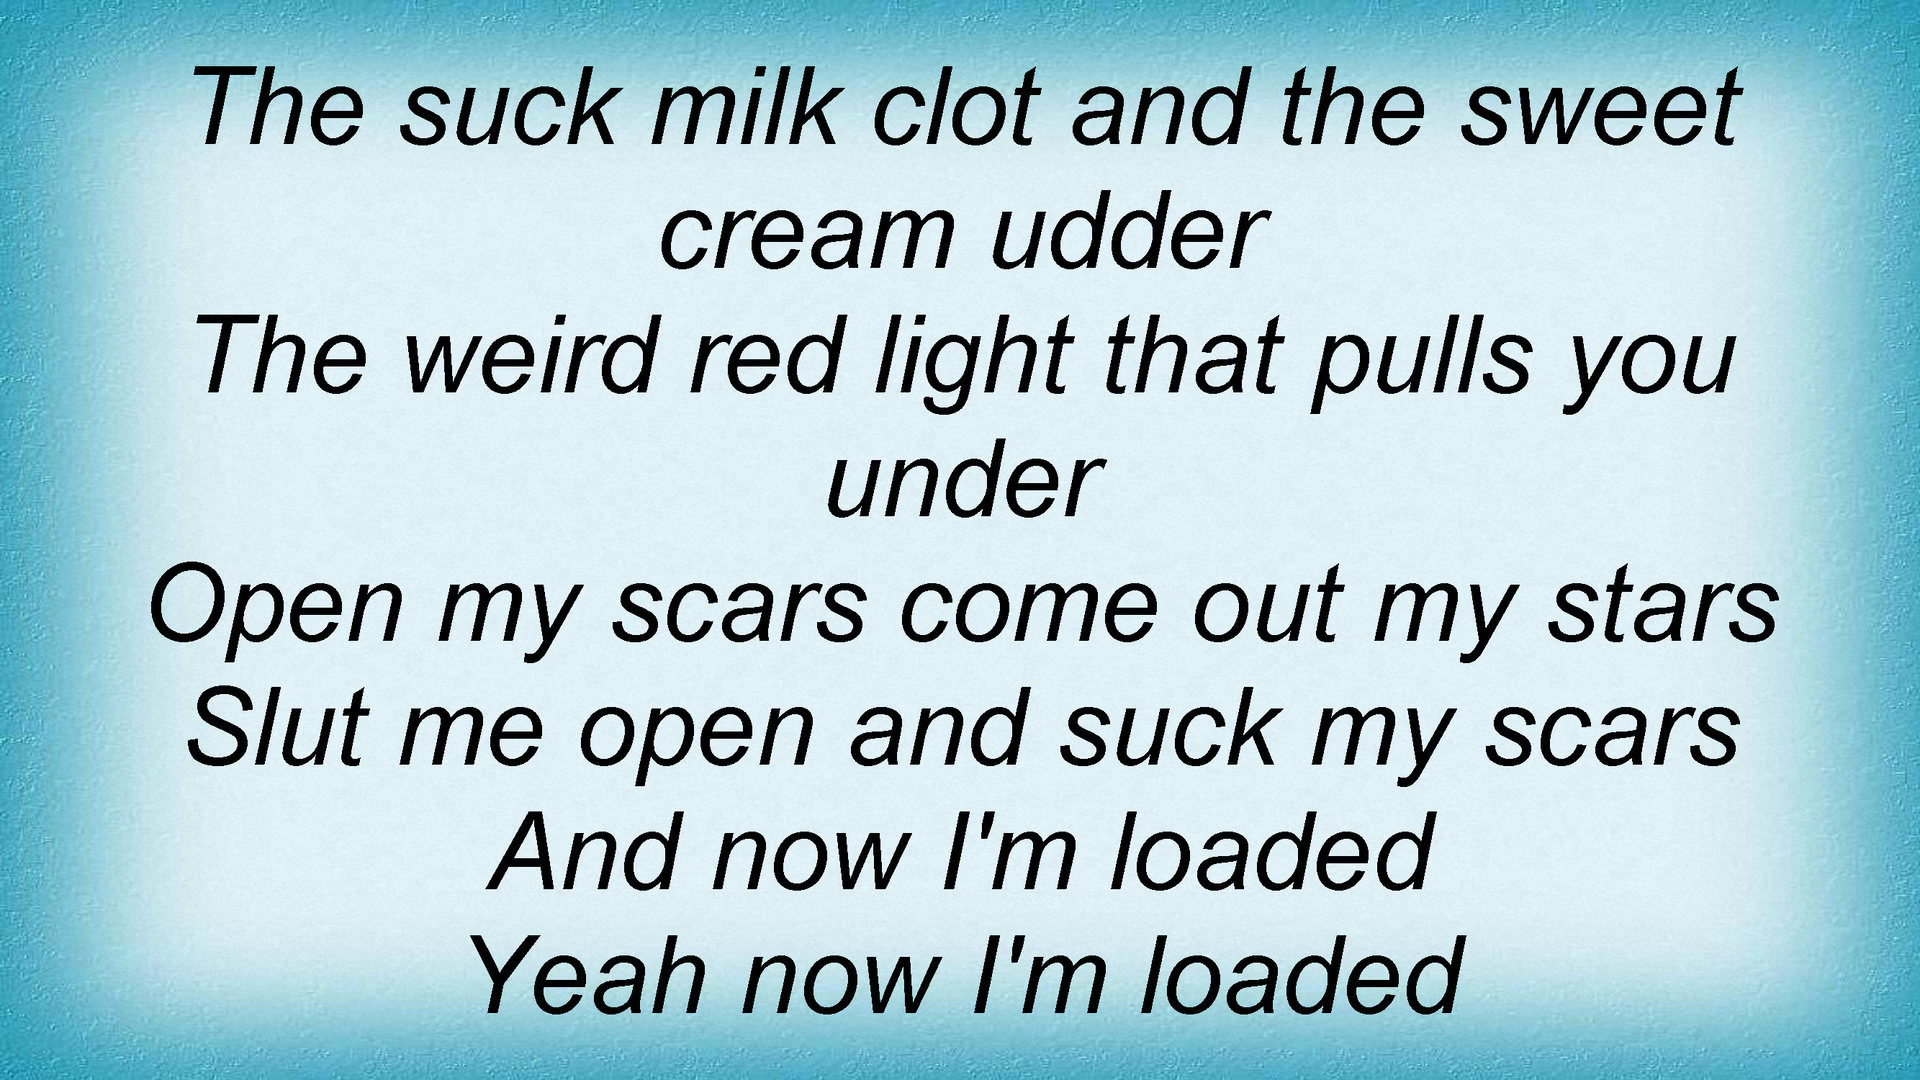 The suck milk clot and the sweet
cream udder
The weird red light that pulls you
under
Open my scars come out my stars
Slut me open and suck my scars
And now I'm loaded
Yeah now I'm loaded